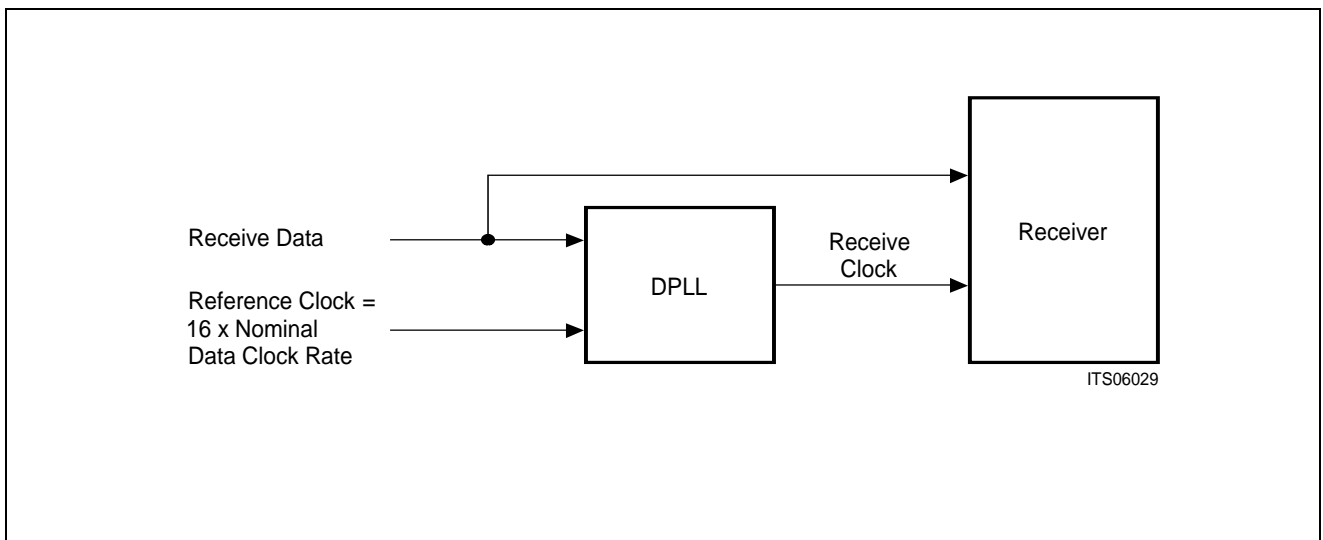 Receive Data
Reference Clock =
16 x Nominal
Data Clock Rate
DPLL
Receive
Clock
Receiver
ITS06029